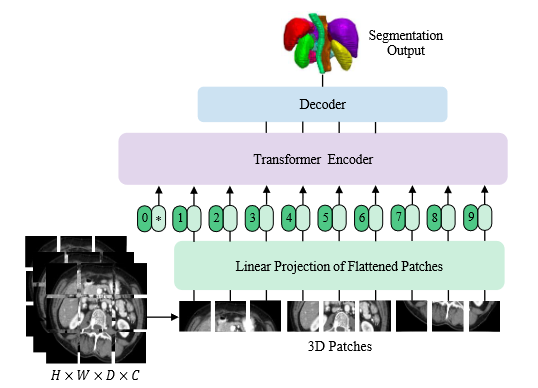 Segmentation
Output
Decoder
Transformer Encoder
0 * 1 2 3 4 5 6 7 8 9
Linear Projection of Flattened Patches
3D Patches
H × W × D × C